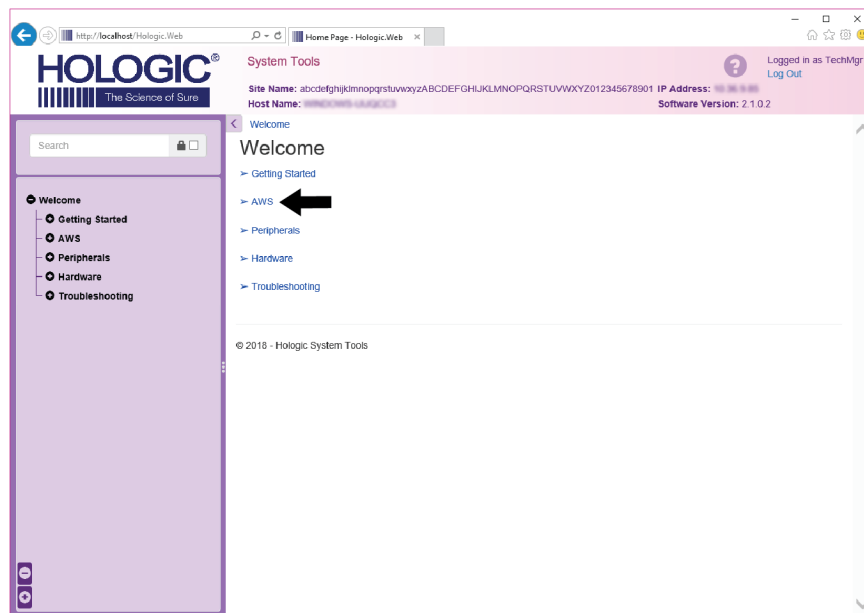 http://localhost/Hologic.Web
Home Page - Hologic.Web
HOLOGIC®
The Science of Sure
System Tools
Logged in as TechMgr
Log Out
Site Name: abcdefghijklmnopqrstuvwxyzABCDEFGHIJKLMNOPQRSTUVWXYZ012345678901 IP Address:
Host Name:
Software Version: 2.1.0.2
Search
Welcome
Getting Started
AWS
Peripherals
Hardware
Troubleshooting
Welcome
Welcome
Getting Started
AWS
Peripherals
Hardware
Troubleshooting
© 2018 - Hologic System Tools